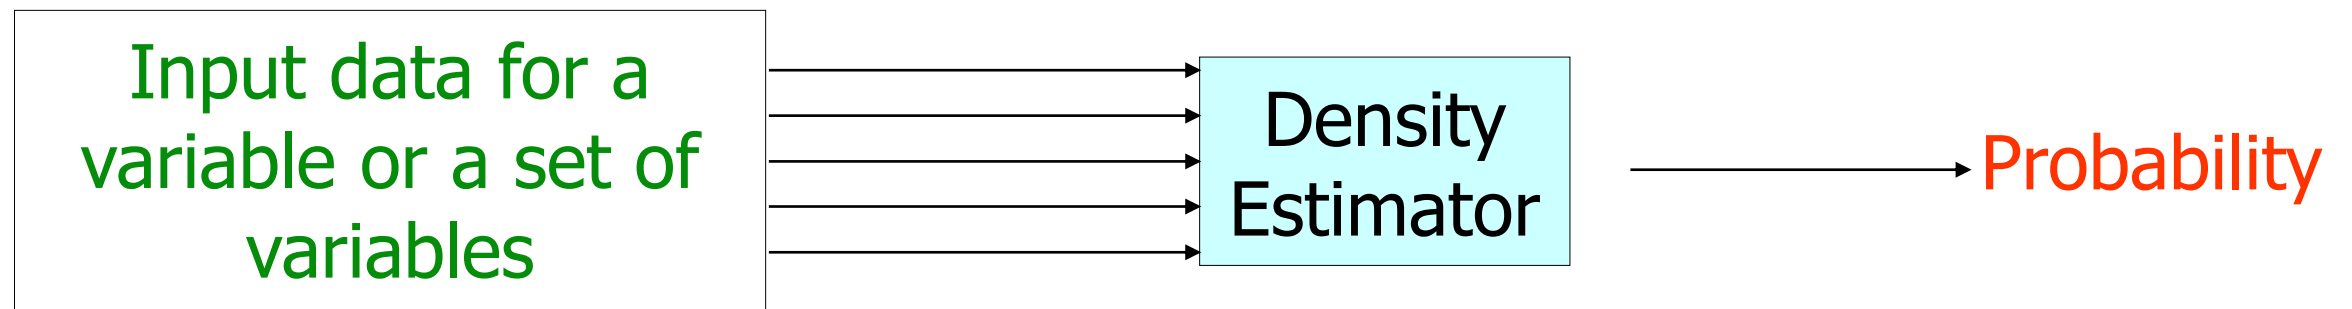 Input data for a
variable or a set of
variables
Density
Estimator
Probability